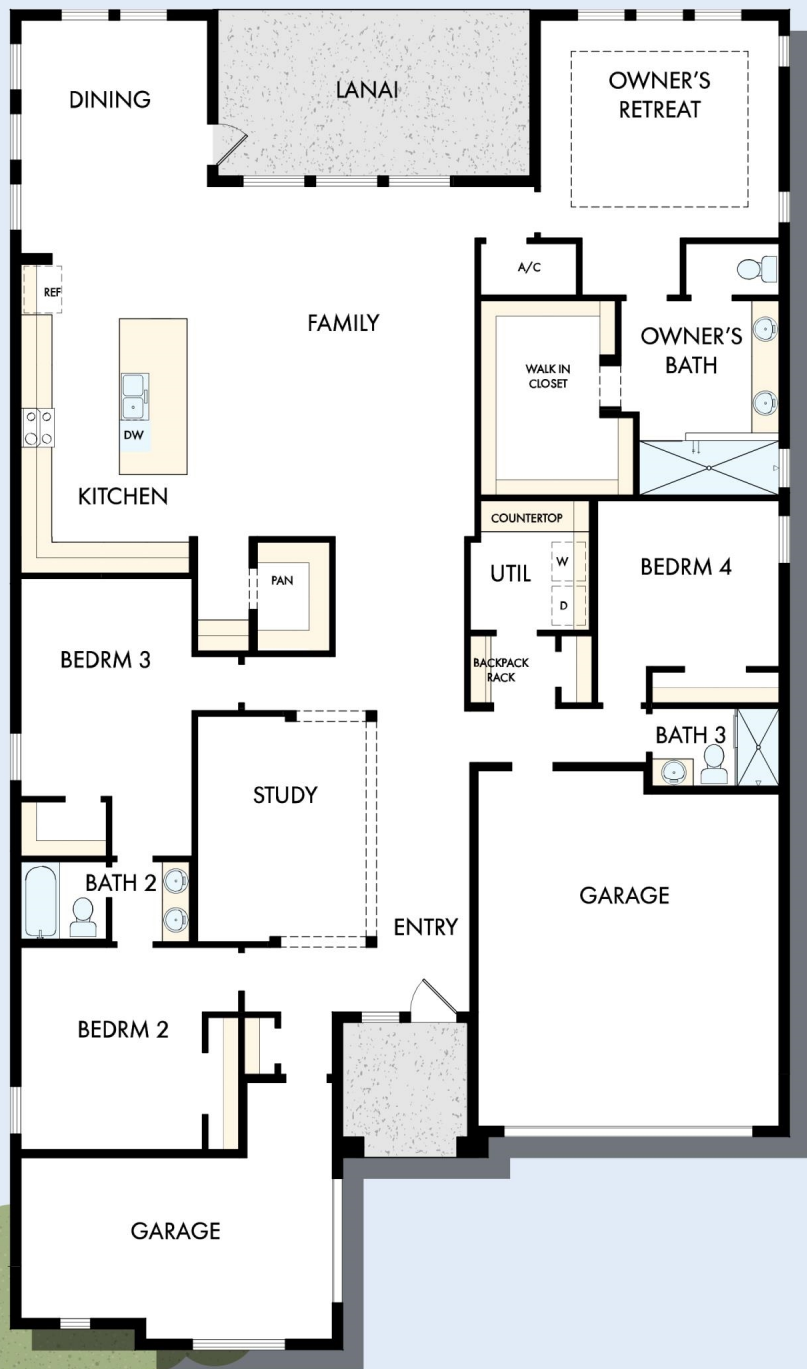 DINING
LANAI
OWNER'S
RETREAT
A/C
REF
FAMILY
OWNER'S
BATH
WALK IN
CLOSET
DW
KITCHEN
COUNTERTOP
UTIL
W
D
BEDRM 4
PAN
BEDRM 3
BACKPACK
RACK
BATH 3
STUDY
BATH 2
GARAGE
ENTRY
BEDRM 2
GARAGE